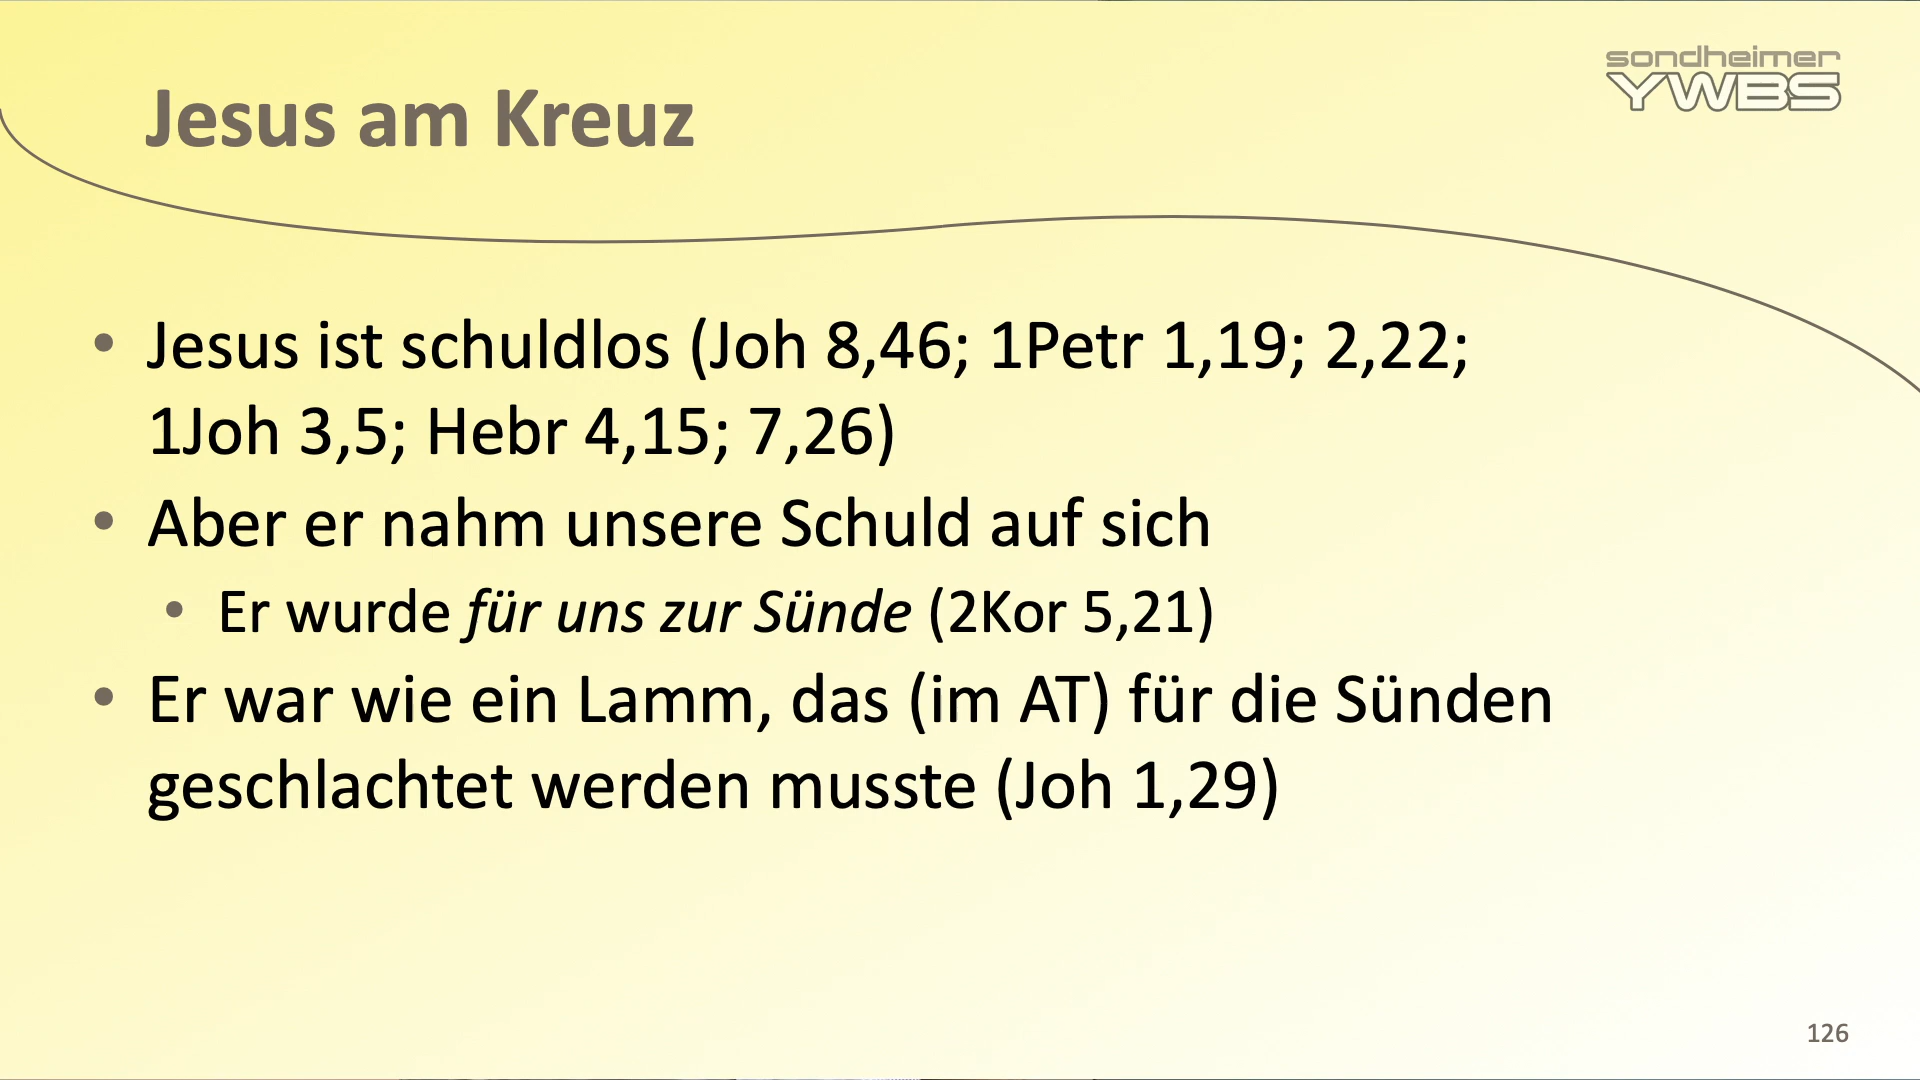 sondheimer
YWBS
Jesus am Kreuz
• Jesus ist schuldlos (Joh 8,46; 1Petr 1,19; 2,22;
1Joh 3,5; Hebr 4,15; 7,26)
• Aber er nahm unsere Schuld auf sich
• Er wurde für uns zur Sünde (2Kor 5,21)
• Er war wie ein Lamm, das (im AT) für die Sünden
geschlachtet werden musste (Joh 1,29)
126